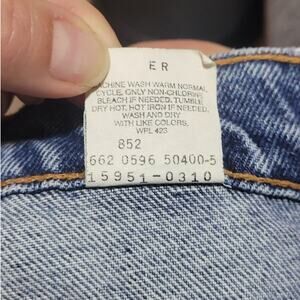 E R
MACHINE WASH WARM NORMAL
CYCLE, ONLY NON-CHLORINE
BLEACH IF NEEDED. TUMBLE
DRY HOT. HOT IRON IF NEEDED.
WASH AND DRY
WITH LIKE COLORS.
WPL 423
852
662 0596 50400-5
15951-0310